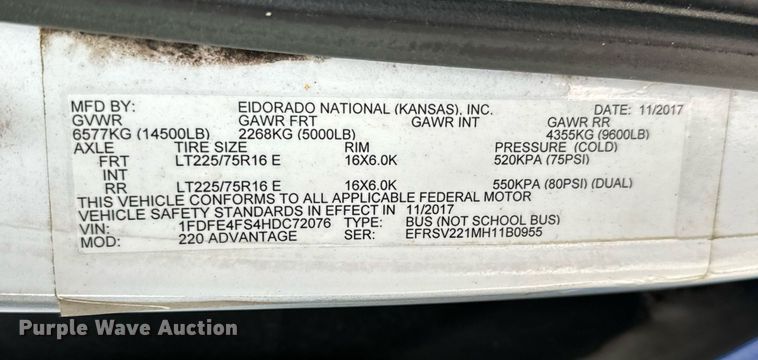 MFD BY: EIDORADO NATIONAL (KANSAS), INC. DATE: 11/2017
GVWR GAWR FRT GAWR INT GAWR RR
6577KG (14500LB) 2268KG (5000LB) 4355KG (9600LB)
AXLE TIRE SIZE RIM PRESSURE (COLD)
FRT LT225/75R16 E 16X6.0K 520KPA (75PSI)
INT
RR LT225/75R16 E 16X6.0K 550KPA (80PSI) (DUAL)
THIS VEHICLE CONFORMS TO ALL APPLICABLE FEDERAL MOTOR
VEHICLE SAFETY STANDARDS IN EFFECT IN 11/2017
VIN: 1FDFE4FS4HDC72076 TYPE: BUS (NOT SCHOOL BUS)
MOD: 220 ADVANTAGE SER: EFRSV221MH11B0955
Purple Wave Auction